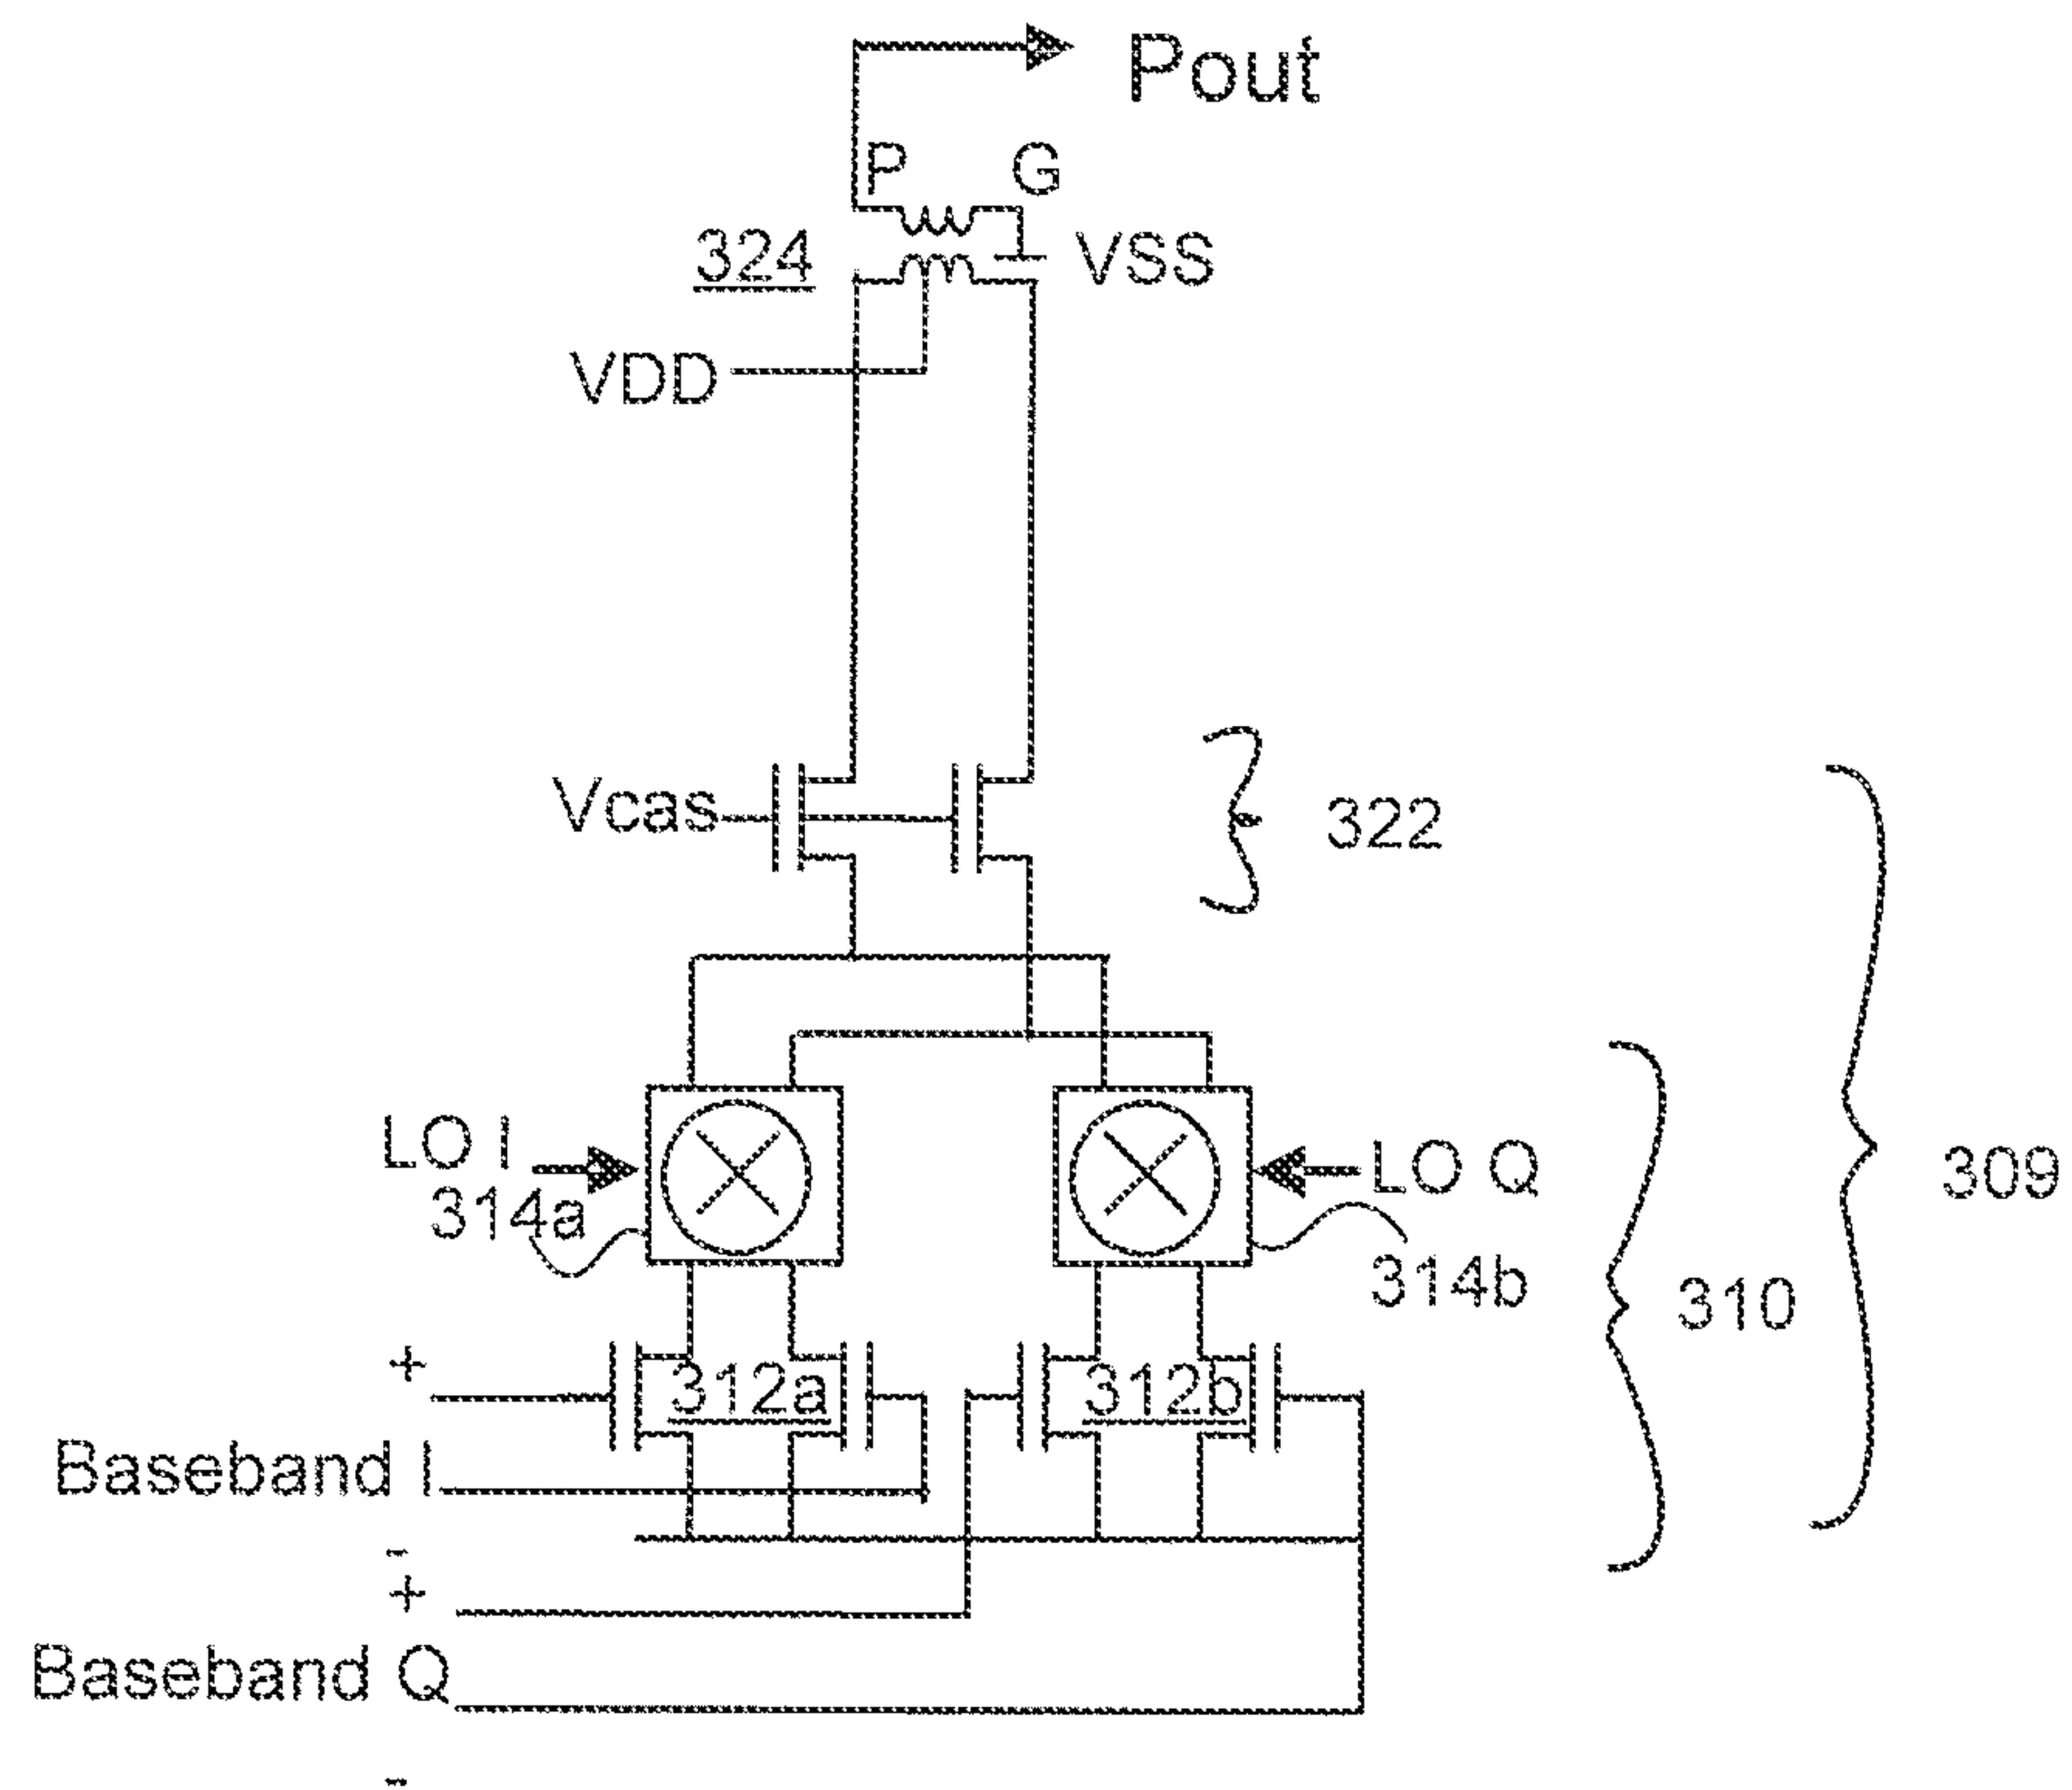 Pout
P G
324 VSS
VDD
Vcas 322
LO I LO Q 309
314a
314b 310
+
312a 312b
Baseband I
-
+
Baseband Q
-